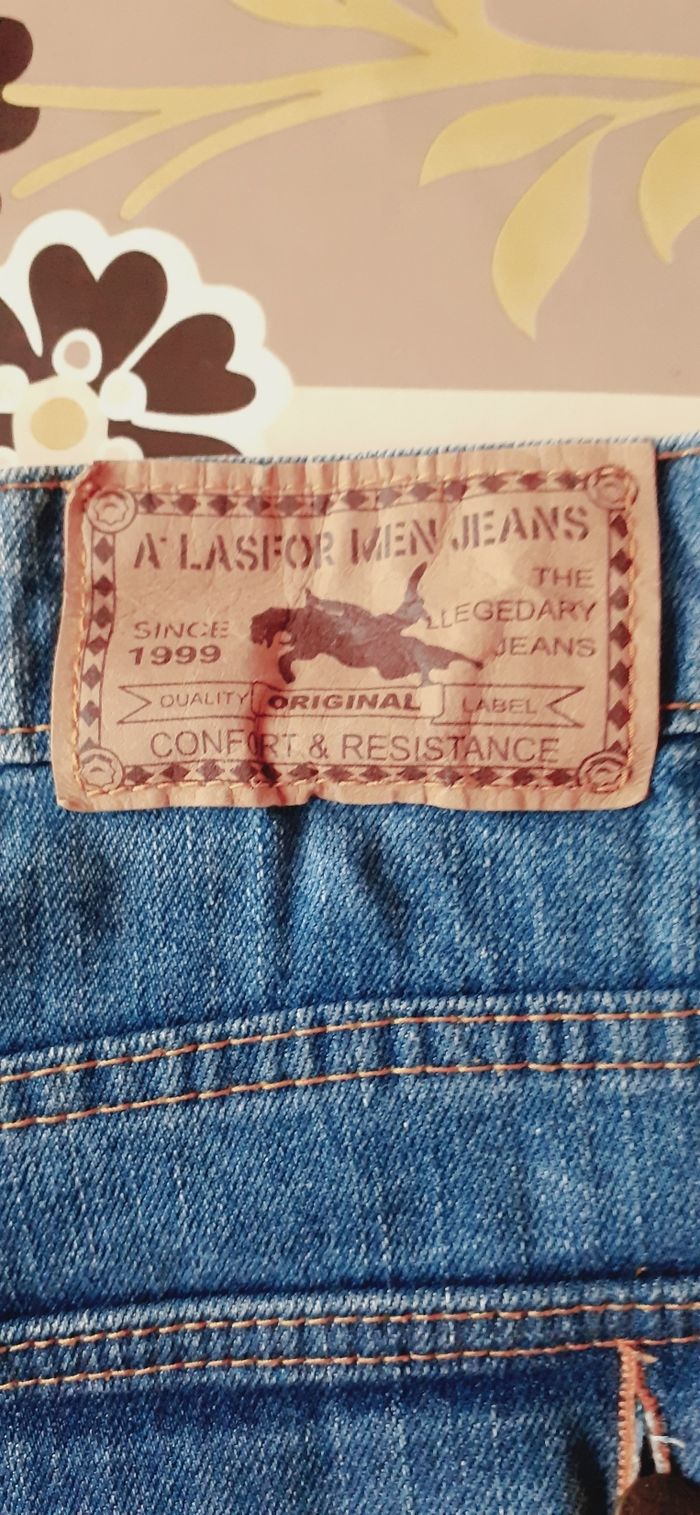 A LASFOR MEN JEANS
THE
LLEGEDARY
JEANS
SINCE
1999
QUALITY ORIGINAL LABEL
CONFORT & RESISTANCE